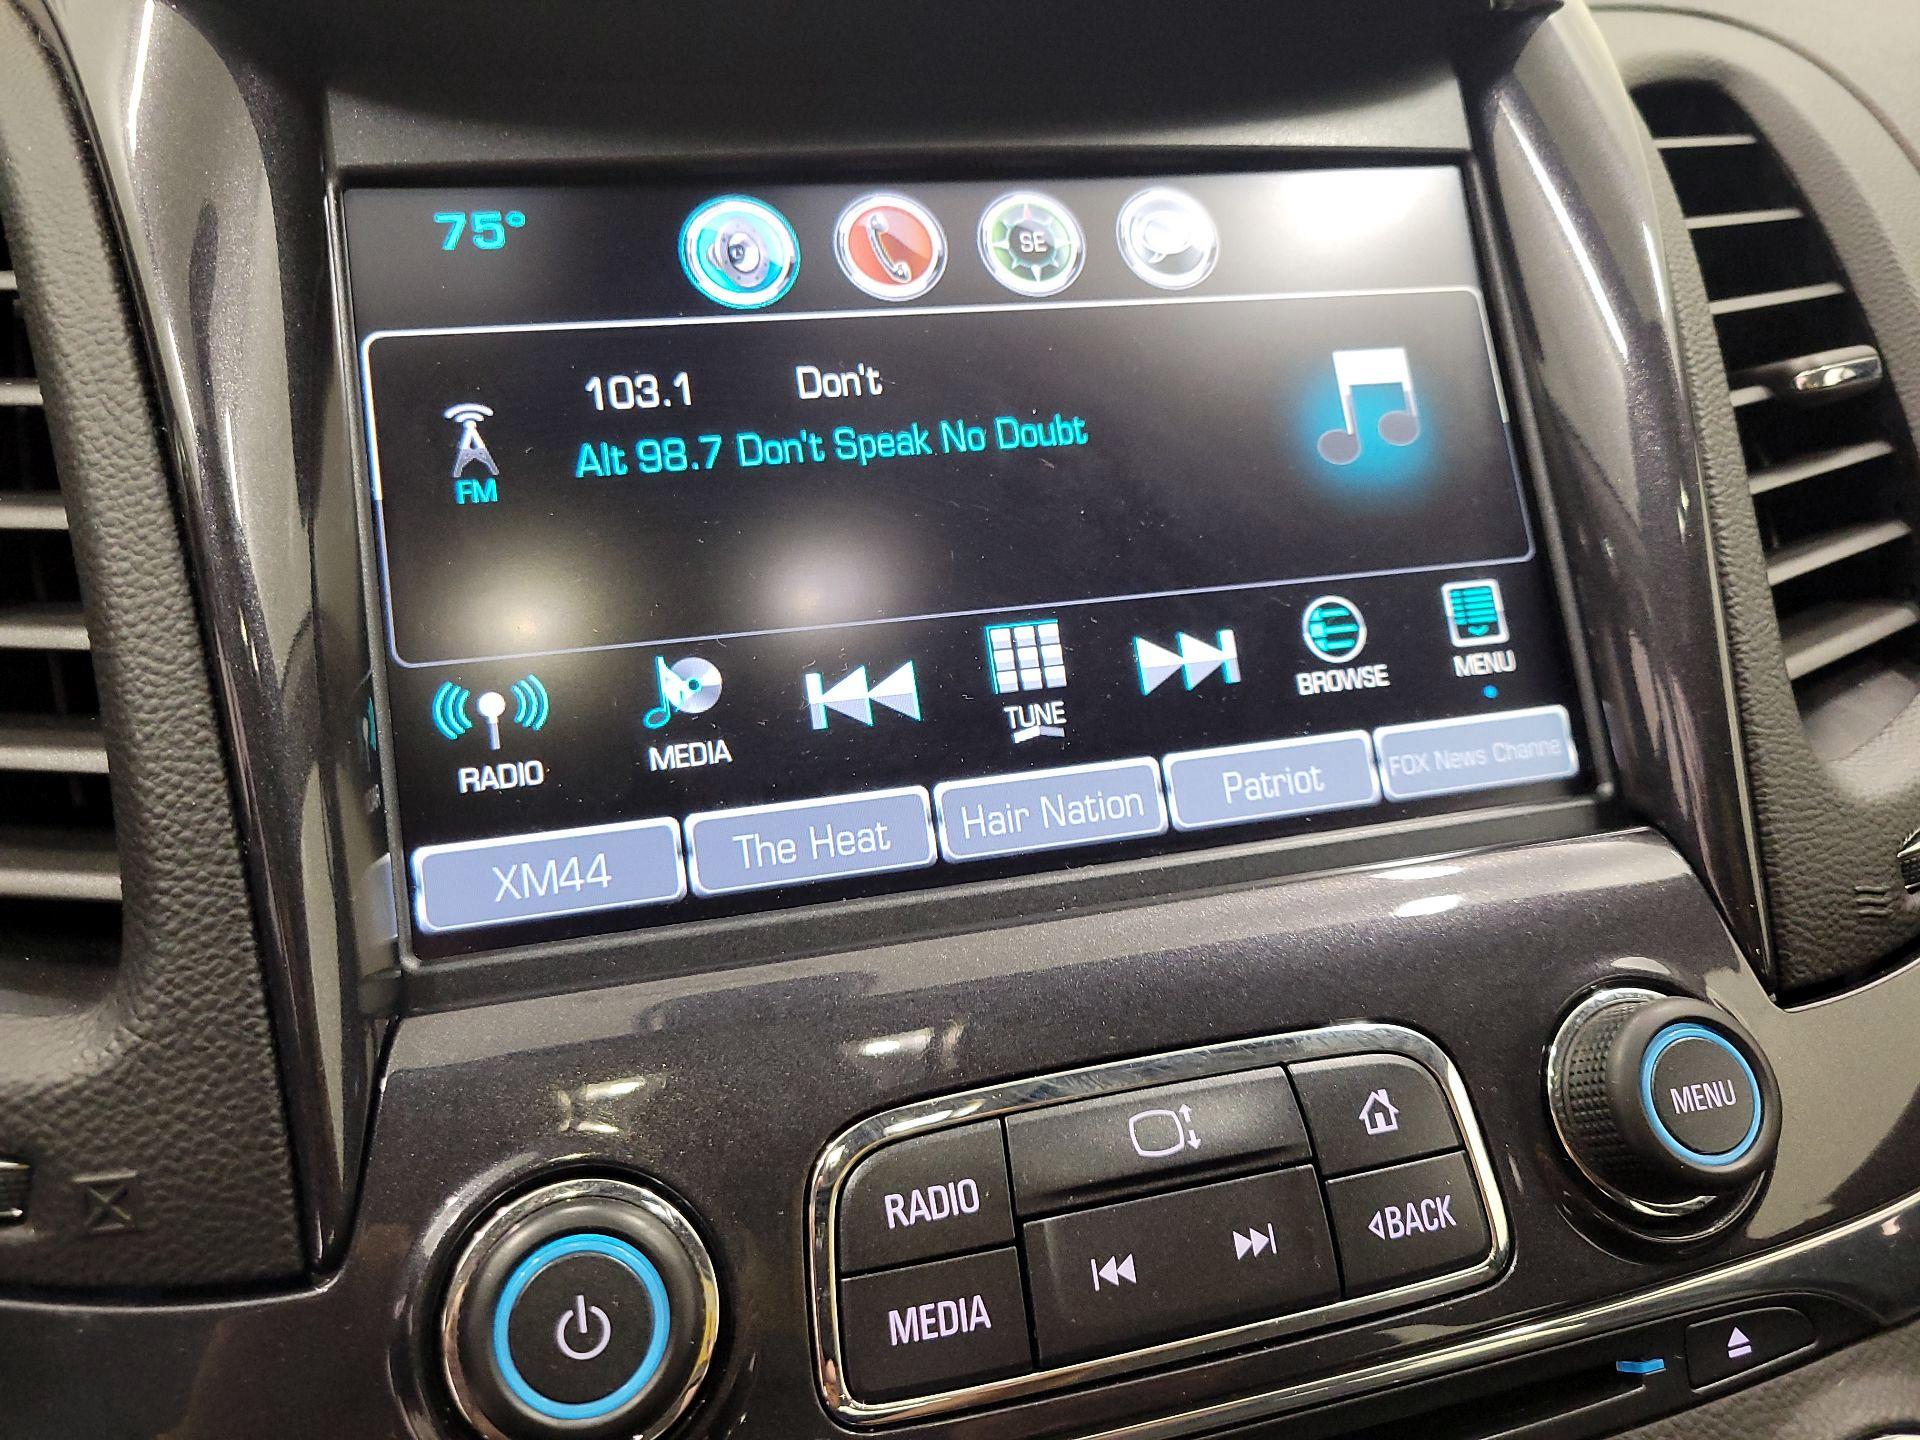 75°
SE
103.1 Don't
Alt 98.7 Don't Speak No Doubt
FM
RADIO
MEDIA
TUNE
BROWSE
MENU
XM44
The Heat
Hair Nation
Patriot
FOX News Channe
MENU
RADIO
BACK
MEDIA